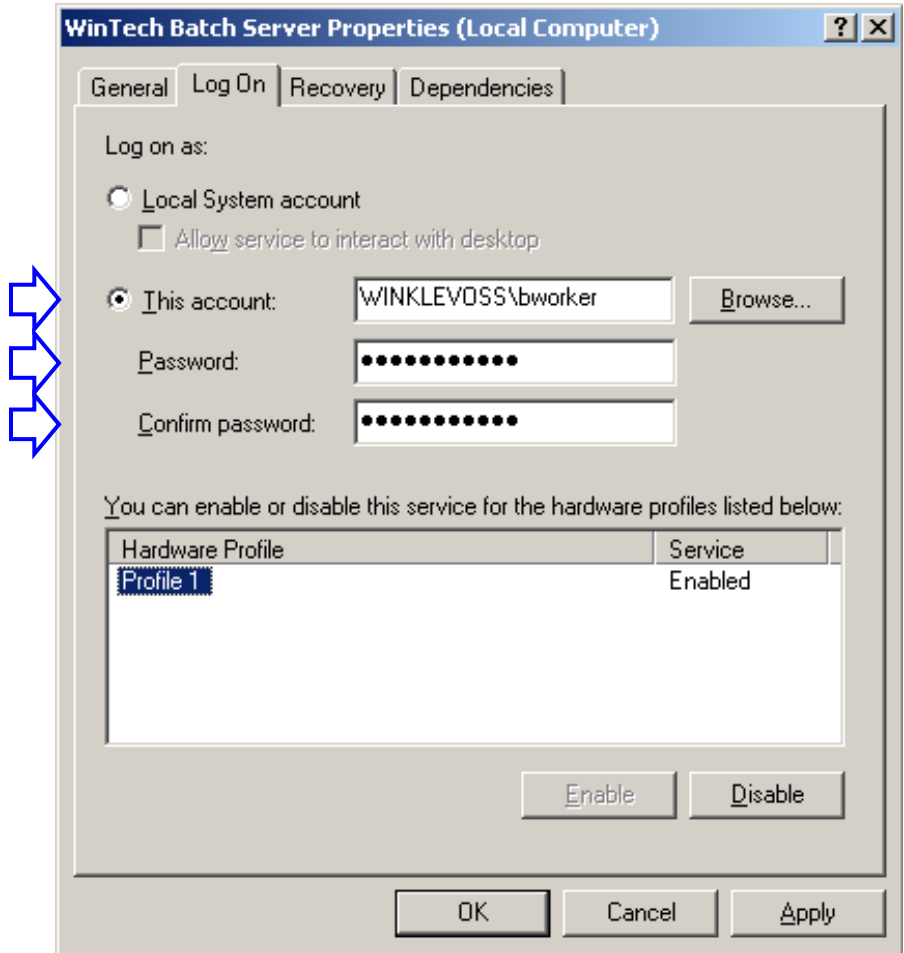 WinTech Batch Server Properties (Local Computer) ? X
General Log On Recovery Dependencies
Log on as:
Local System account
Allow service to interact with desktop
This account: WINKLEVOSS\bworker Browse...
Password: ●●●●●●●●●●●
Confirm password: ●●●●●●●●●●●
You can enable or disable this service for the hardware profiles listed below:
Hardware Profile Service
Profile 1 Enabled
Enable Disable
OK Cancel Apply